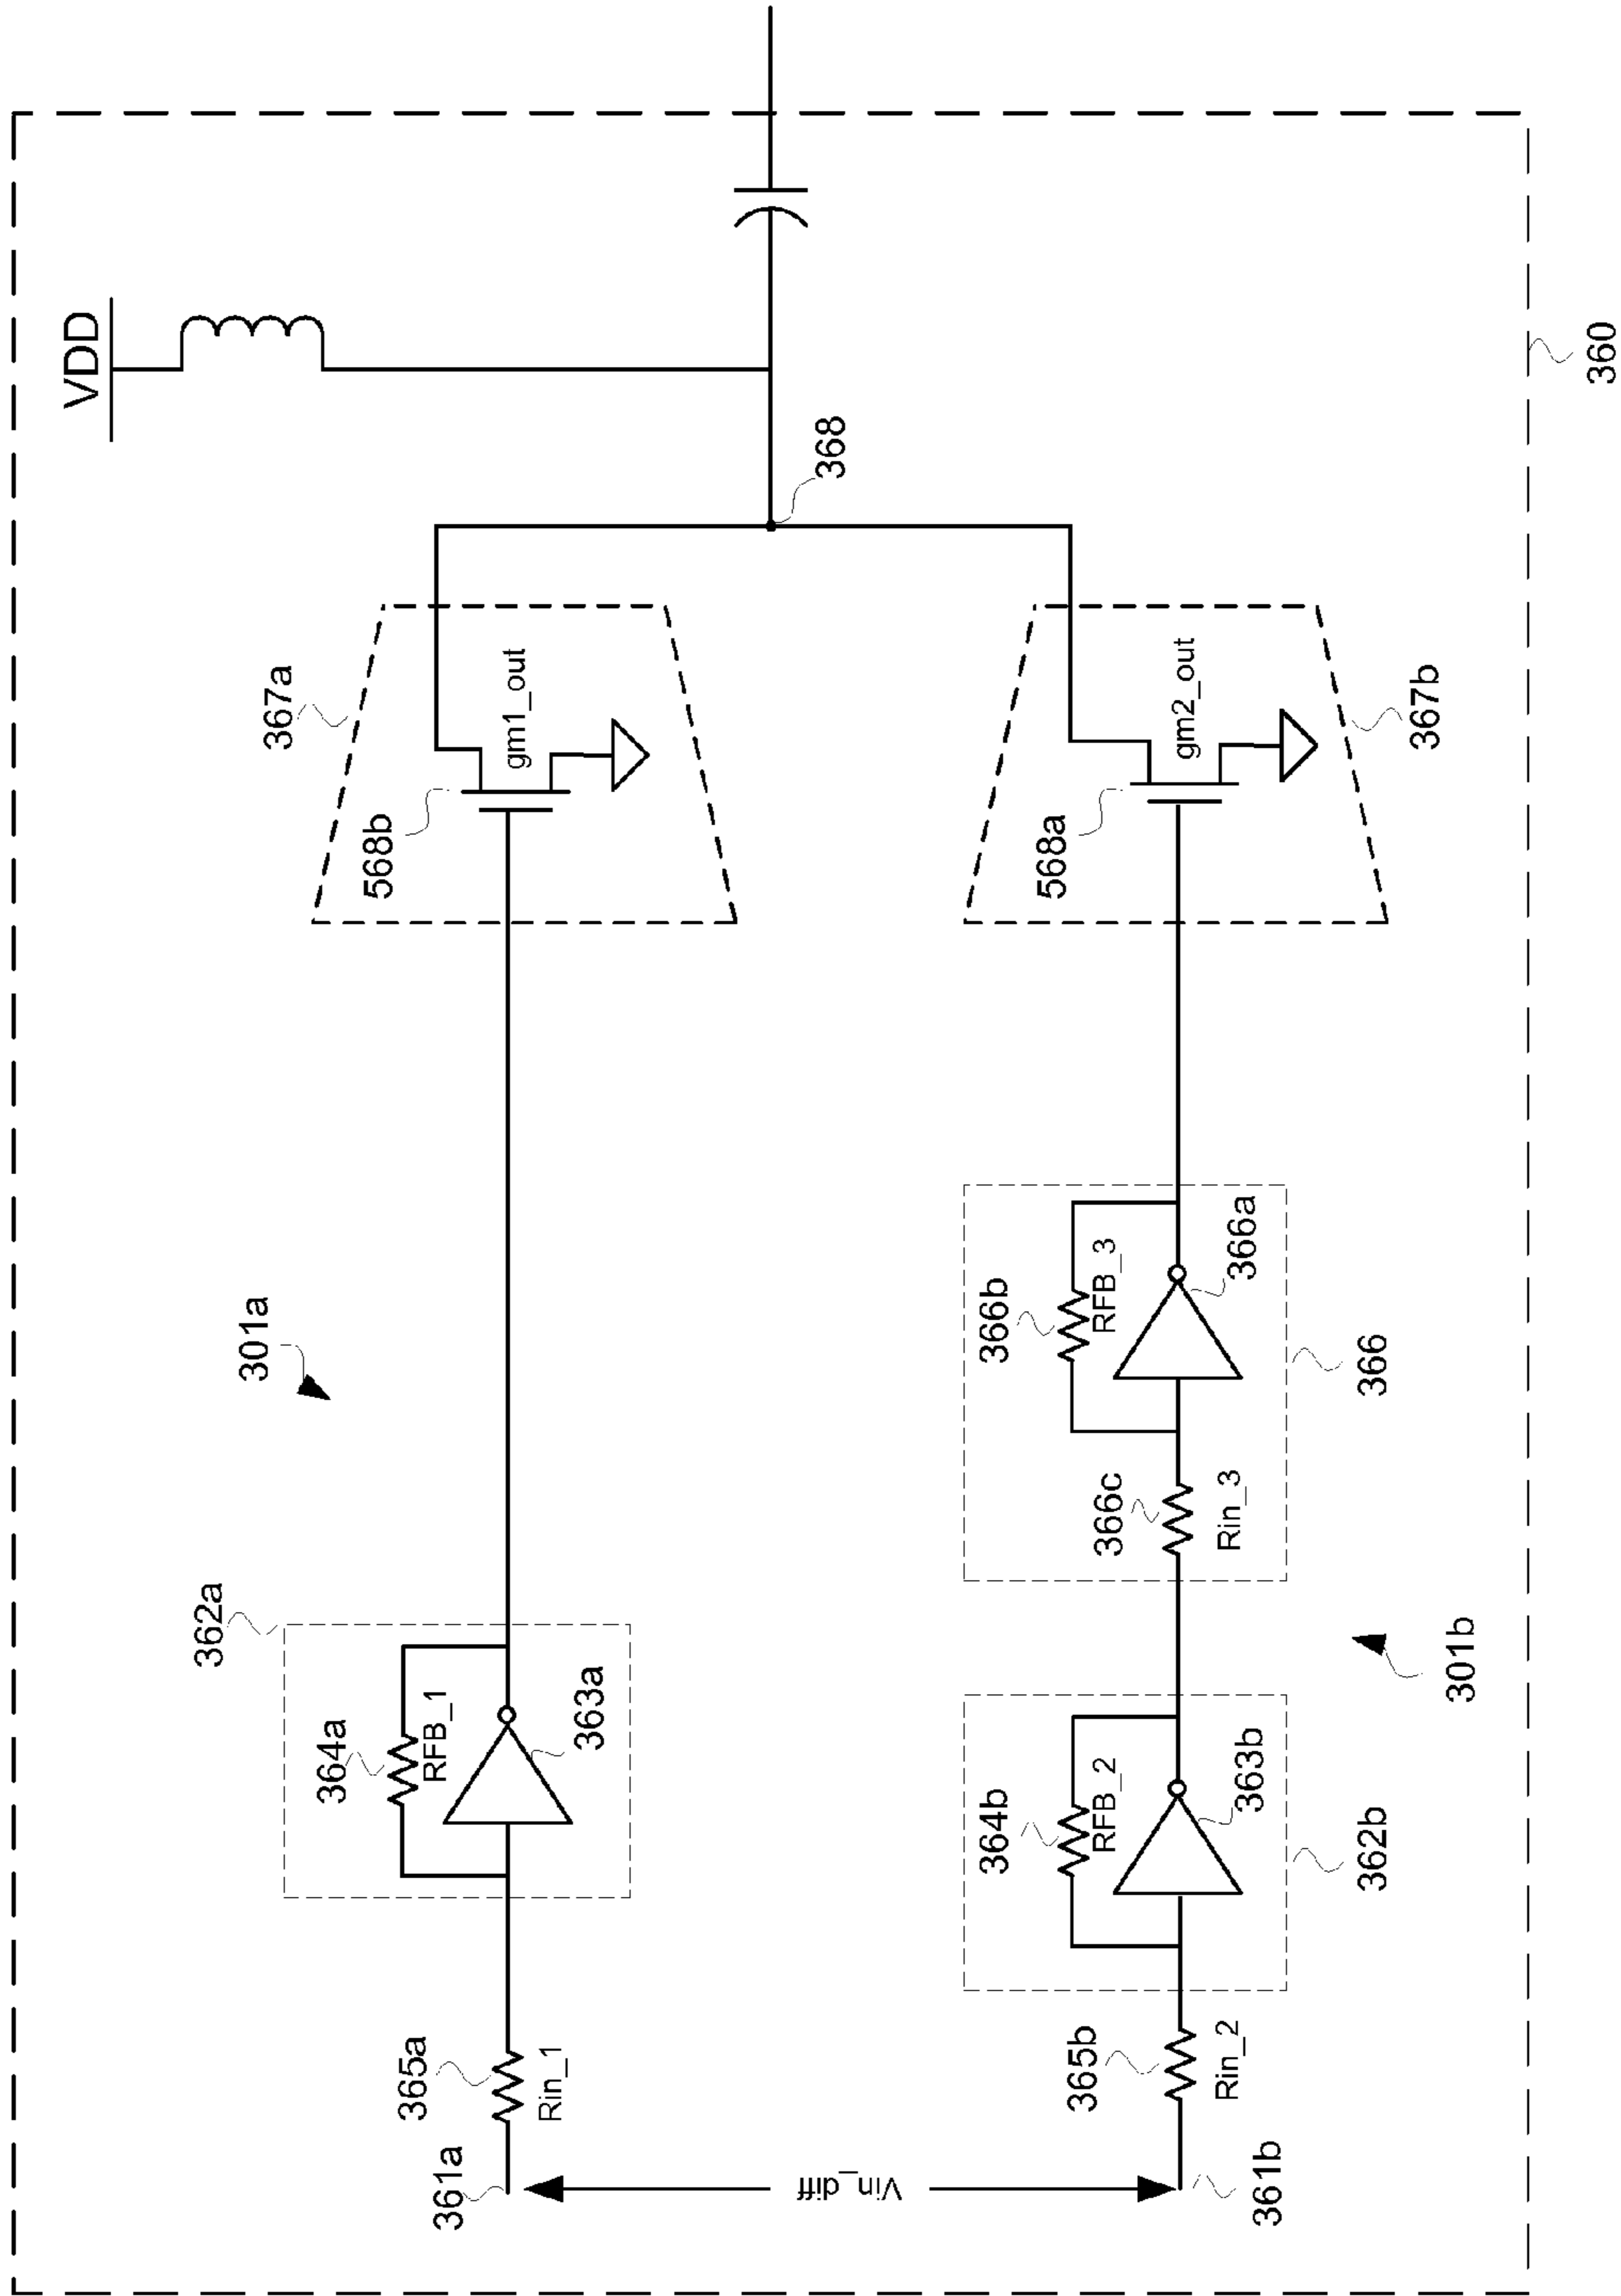 VDD
367a
568b
gm1_out
368
301a
362a
364a
RFB_1
363a
365a
Rin_1
361a
Vin_diff
361b
365b
Rin_2
364b
RFB_2
363b
362b
301b
366c
Rin_3
366b
RFB_3
366a
366
568a
gm2_out
367b
360